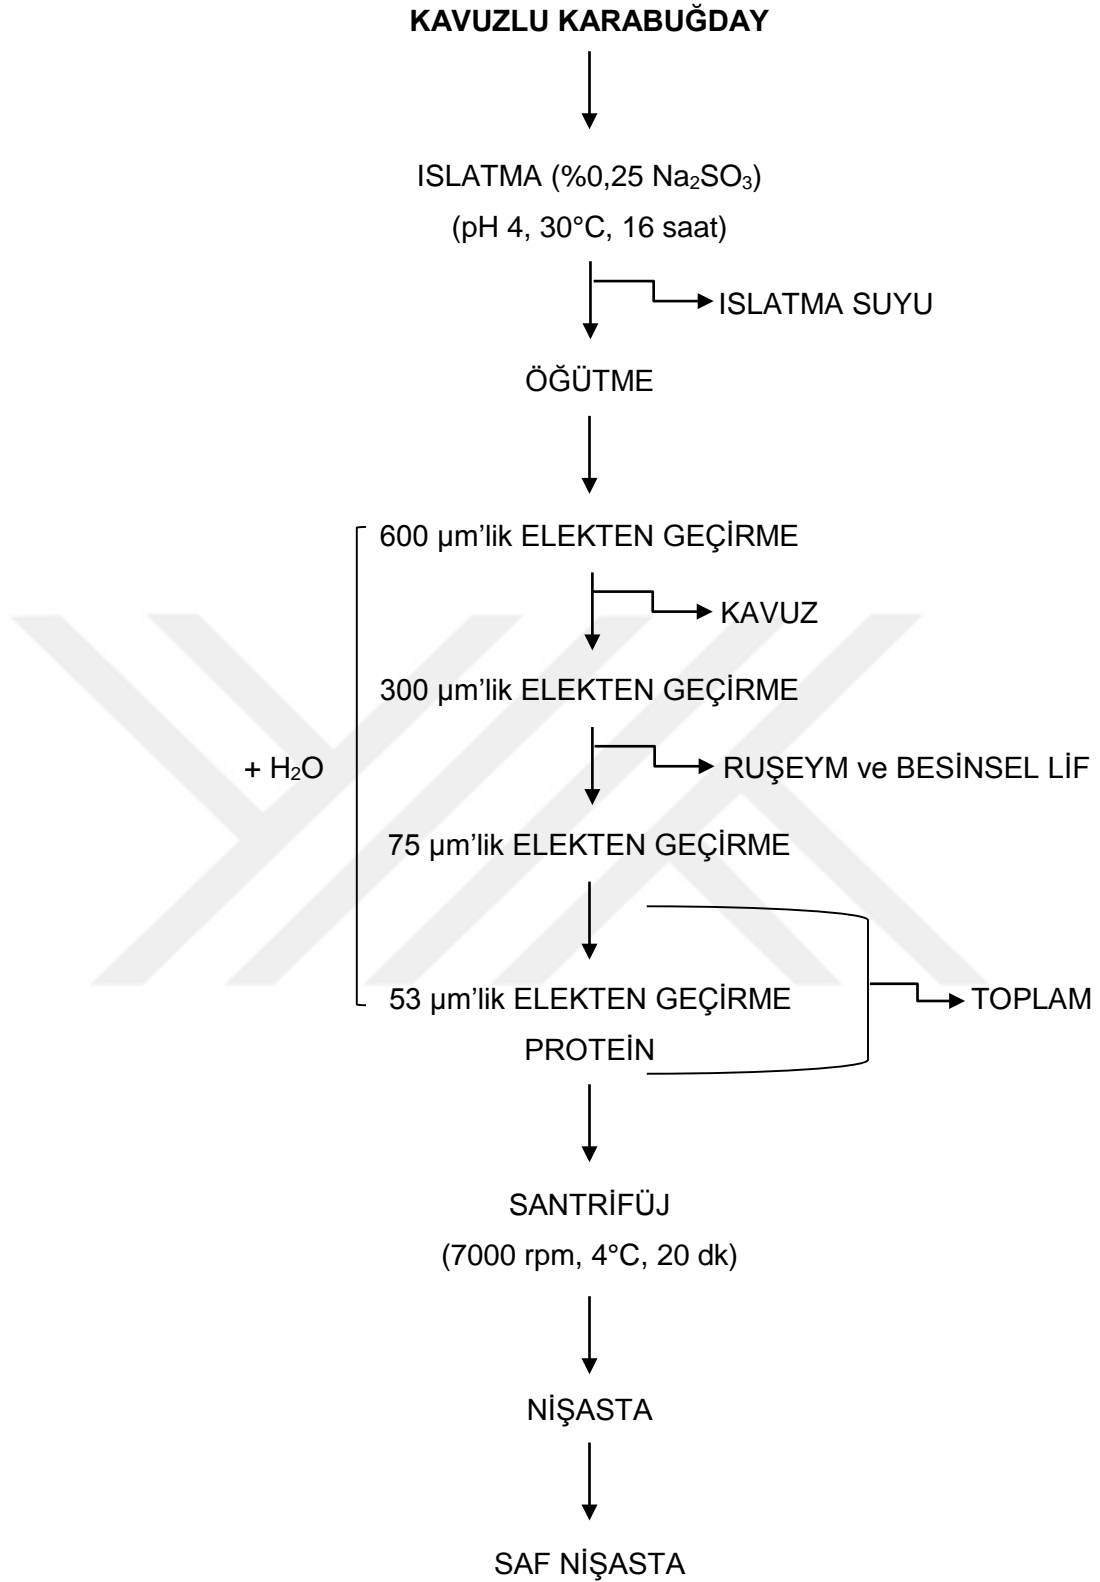 KAVUZLU KARABUĞDAY
ISLATMA (%0,25 Na₂SO₃)
(pH 4, 30°C, 16 saat)
ISLATMA SUYU
ÖĞÜTME
600 µm’lik ELEKTEN GEÇİRME
KAVUZ
300 µm’lik ELEKTEN GEÇİRME
+ H₂O
RUŞEYM ve BESİNSEL LİF
75 µm’lik ELEKTEN GEÇİRME
53 µm’lik ELEKTEN GEÇİRME
TOPLAM
PROTEİN
SANTRİFÜJ
(7000 rpm, 4°C, 20 dk)
NİŞASTA
SAF NİŞASTA